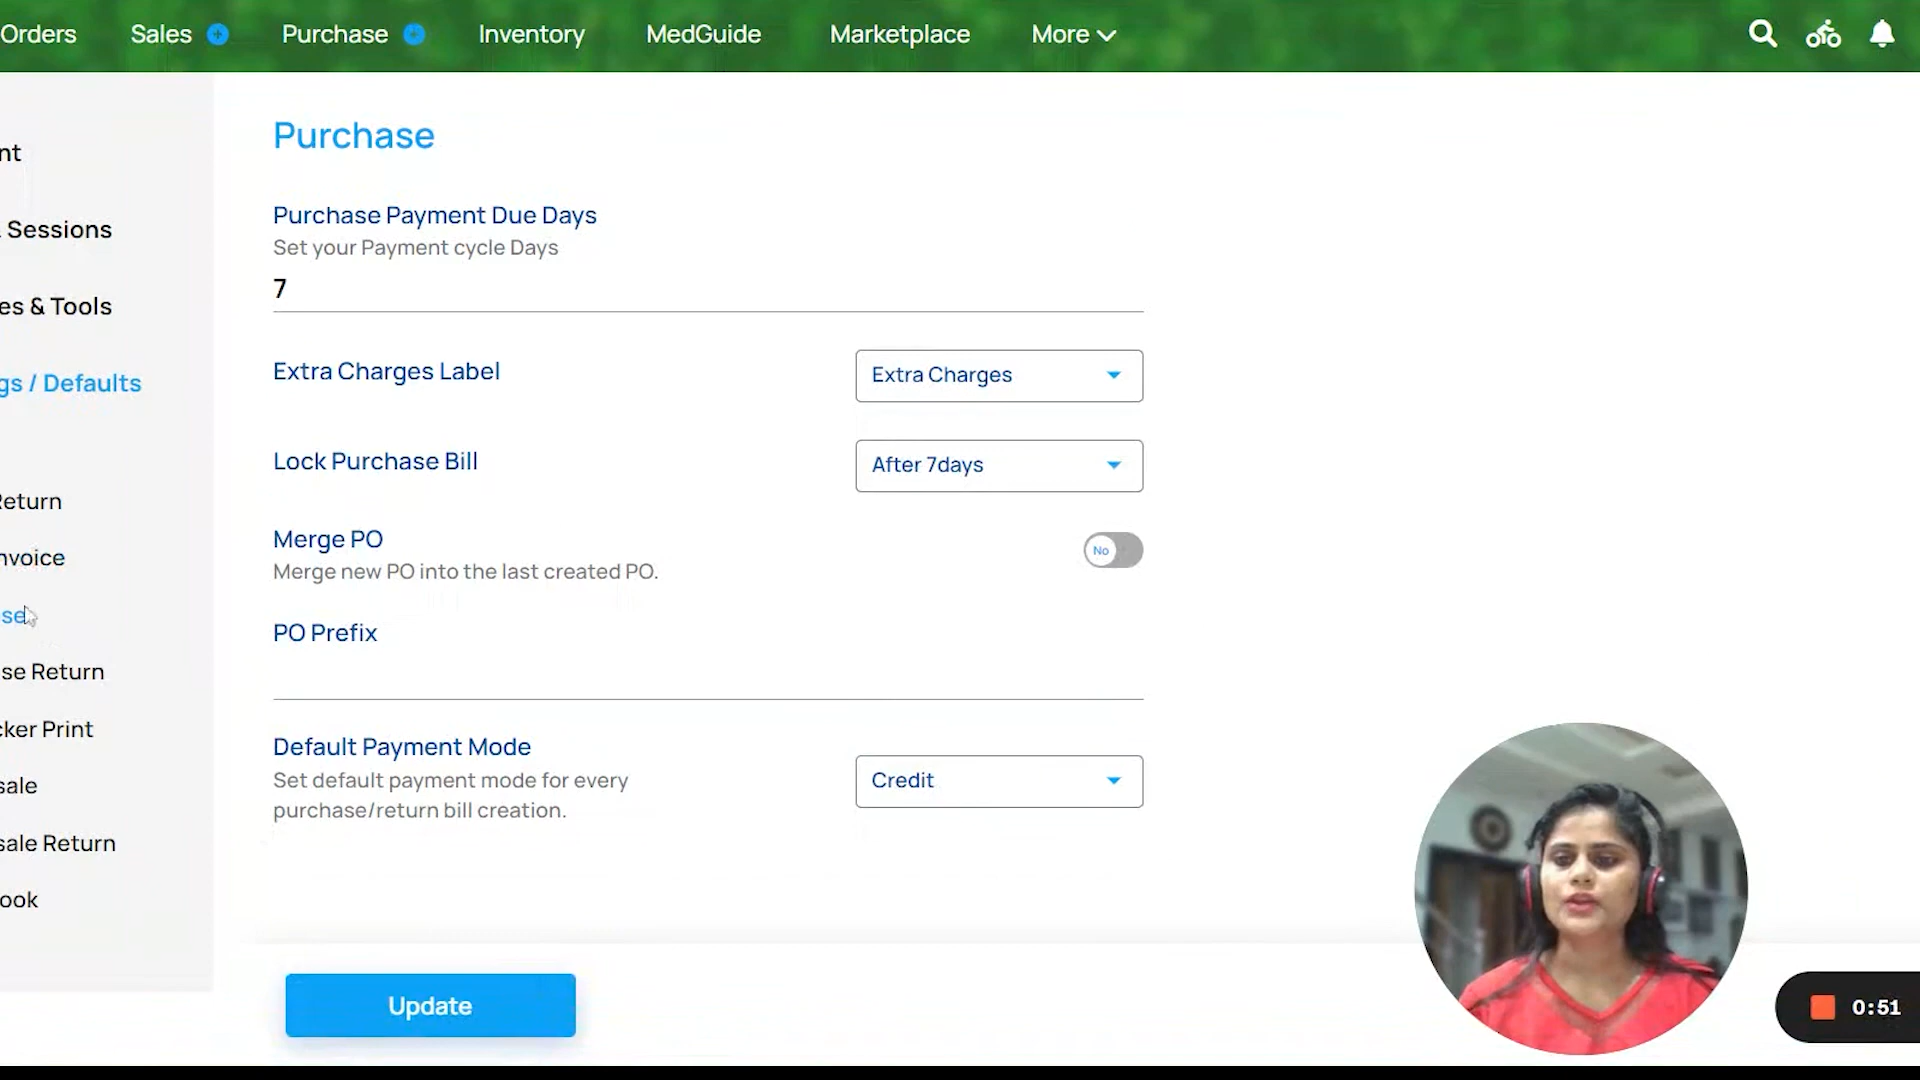 Orders Sales Purchase Inventory MedGuide Marketplace More
nt
Sessions
es & Tools
gs / Defaults
Return
nvoice
se
se Return
cker Print
sale
sale Return
ook
Purchase
Purchase Payment Due Days
Set your Payment cycle Days
7
Extra Charges Label
Extra Charges
Lock Purchase Bill
After 7days
Merge PO
No
Merge new PO into the last created PO.
PO Prefix
Default Payment Mode
Set default payment mode for every
purchase/return bill creation.
Credit
Update
0:51